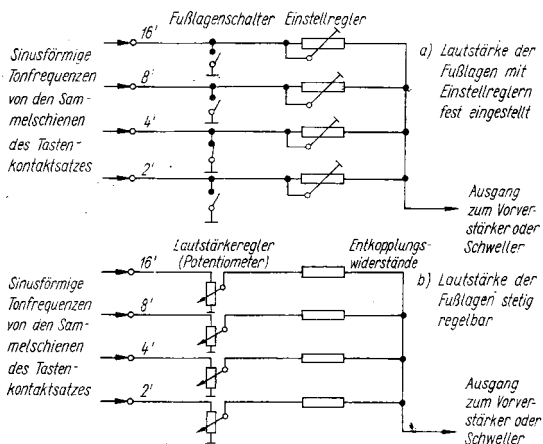 Fußlagenschalter Einstellregler
16'
8'
4'
2'
Sinusförmige
Tonfrequenzen
von den Sam-
melschienen
des Tasten-
kontaktsatzes
a) Lautstärke der
Fußlagen mit
Einstellreglern
fest eingestellt
Ausgang
zum Vorver-
stärker oder
Schweller
Lautstärkeregler
(Potentiometer)
Entkopplungs-
widerstände
16'
8'
4'
2'
Sinusförmige
Tonfrequenzen
von den Sam-
melschienen
des Tasten-
kontaktsatzes
b) Lautstärke der
Fußlagen stetig
regelbar
Ausgang
zum Vorver-
stärker oder
Schweller